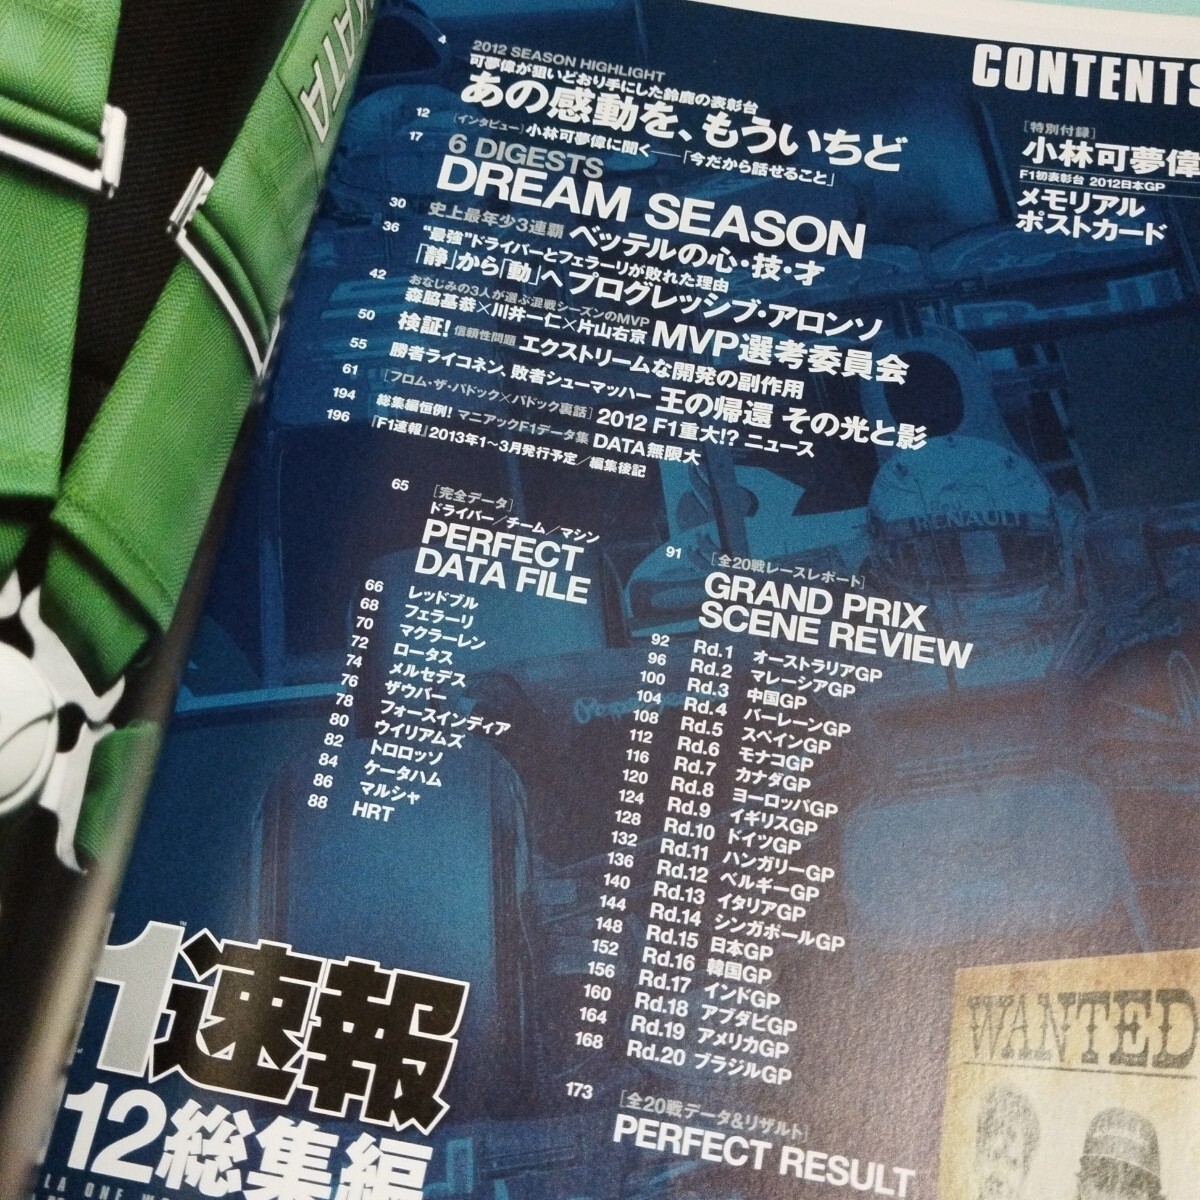 KATA
CONTENTS
4
2012 SEASON HIGHLIGHT
可夢偉が狙いどおり手にした鈴鹿の表彰台
あの感動を、もういちど
12
[インタビュー] 小林可夢偉に聞く──「今だから話せること」
17
6 DIGESTS
DREAM SEASON
30
史上最年少3連覇 ベッテルの心・技・才
36
“最強”ドライバーとフェラーリが敗れた理由
「静」から「動」へ プログレッシブ・アロンソ
42
おなじみの3人が選ぶ混戦シーズンのMVP
森脇基恭×川井一仁×片山右京 MVP選考委員会
50
検証! 信頼性問題 エクストリームな開発の副作用
55
勝者ライコネン、敗者シューマッハー 王の帰還 その光と影
61
[フロム・ザ・パドック×パドック裏話] 2012 F1重大!? ニュース
194
総集編恒例! マニアックF1データ集 DATA無限大
196
『F1速報』2013年1〜3月発行予定/編集後記
[特別付録]
小林可夢偉
F1初表彰台 2012日本GP
メモリアル
ポストカード
65
[完全データ]
ドライバー/チーム/マシン
PERFECT
DATA FILE
66 レッドブル
68 フェラーリ
70 マクラーレン
72 ロータス
74 メルセデス
76 ザウバー
78 フォースインディア
80 ウイリアムズ
82 トロロッソ
84 ケータハム
86 マルシャ
88 HRT
91
[全20戦レースレポート]
GRAND PRIX
SCENE REVIEW
92 Rd.1 オーストラリアGP
96 Rd.2 マレーシアGP
100 Rd.3 中国GP
104 Rd.4 バーレーンGP
108 Rd.5 スペインGP
112 Rd.6 モナコGP
116 Rd.7 カナダGP
120 Rd.8 ヨーロッパGP
124 Rd.9 イギリスGP
128 Rd.10 ドイツGP
132 Rd.11 ハンガリーGP
136 Rd.12 ベルギーGP
140 Rd.13 イタリアGP
144 Rd.14 シンガポールGP
148 Rd.15 日本GP
152 Rd.16 韓国GP
156 Rd.17 インドGP
160 Rd.18 アブダビGP
164 Rd.19 アメリカGP
168 Rd.20 ブラジルGP
173
[全20戦データ&リザルト]
PERFECT RESULT
RENAULT
WANTED
1速報
12総集編
LA ONE